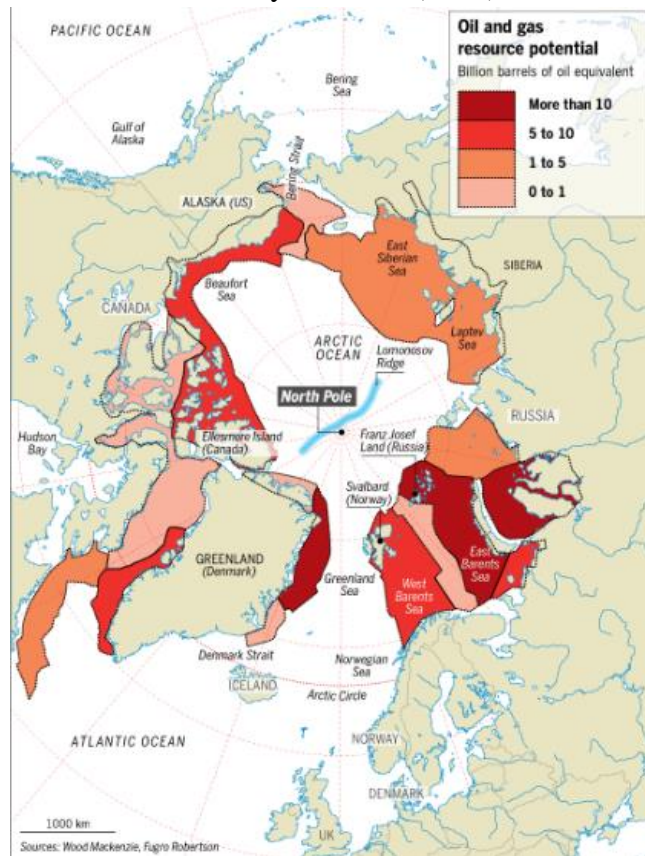 PACIFIC OCEAN
Oil and gas
resource potential
Billion barrels of oil equivalent
More than 10
5 to 10
1 to 5
0 to 1
Bering
Sea
Gulf of
Alaska
Bering Strait
ALASKA (US)
East
Siberian
Sea
SIBERIA
Beaufort
Sea
CANADA
Laptev
Sea
ARCTIC
OCEAN
Lomonosov
Ridge
North Pole
RUSSIA
Franz Josef
Land (Russia)
Hudson
Bay
Ellesmere Island
(Canada)
Svalbard
(Norway)
GREENLAND
(Denmark)
Greenland
Sea
West
Barents
Sea
East
Barents
Sea
Denmark Strait
Norwegian
Sea
ICELAND
Arctic Circle
ATLANTIC OCEAN
NORWAY
DENMARK
1000 km
UK
Sources: Wood Mackenzie, Fugro Robertson